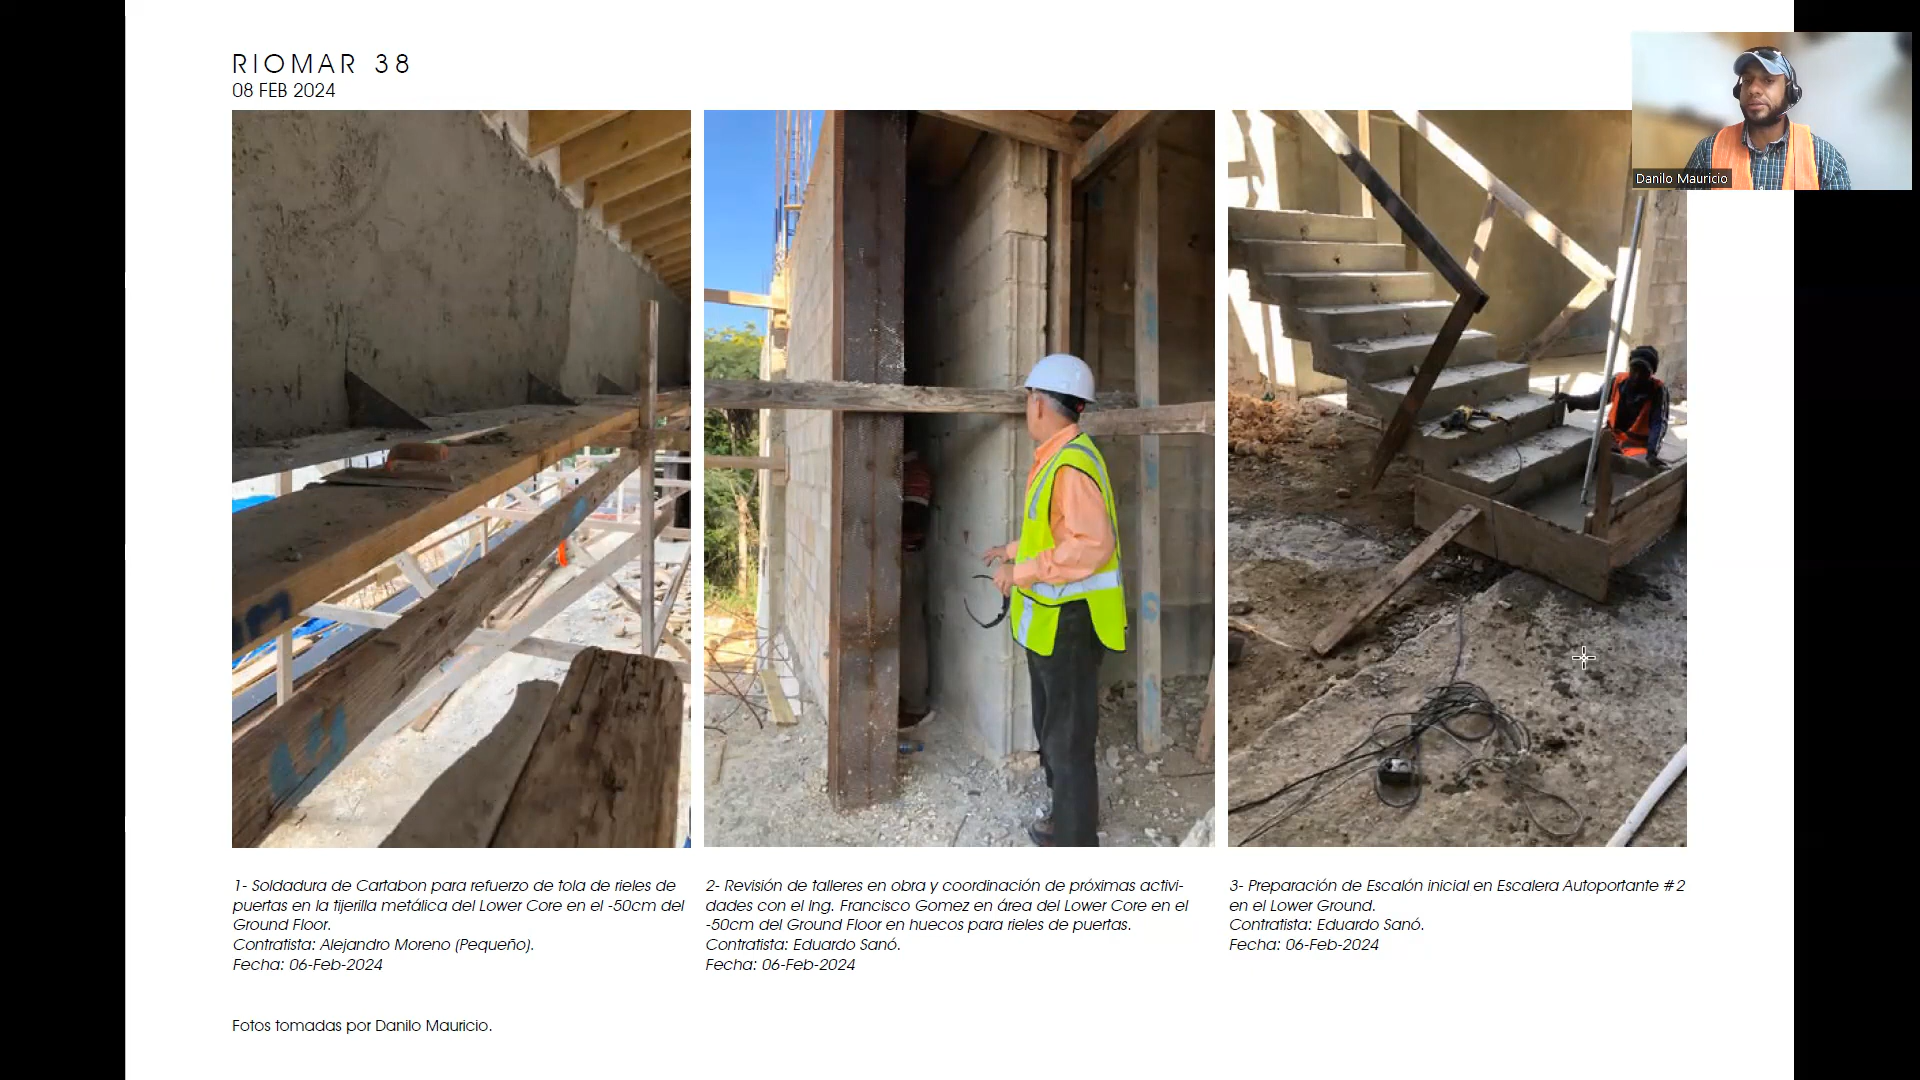 RIOMAR 38
08 FEB 2024
Danilo Mauricio
1- Soldadura de Cartabon para refuerzo de tola de rieles de
puertas en la tijerilla metálica del Lower Core en el -50cm del
Ground Floor.
Contratista: Alejandro Moreno (Pequeño).
Fecha: 06-Feb-2024
2- Revisión de talleres en obra y coordinación de próximas activi-
dades con el Ing. Francisco Gomez en área del Lower Core en el
-50cm del Ground Floor en huecos para rieles de puertas.
Contratista: Eduardo Sanó.
Fecha: 06-Feb-2024
3- Preparación de Escalón inicial en Escalera Autoportante #2
en el Lower Ground.
Contratista: Eduardo Sanó.
Fecha: 06-Feb-2024
Fotos tomadas por Danilo Mauricio.